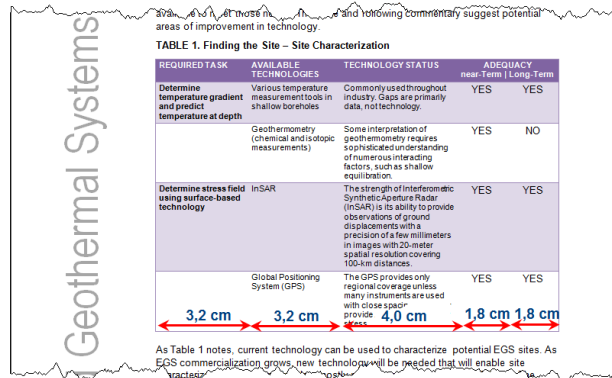 Geothermal Systems
and following commentary suggest potential
areas of improvement in technology.
TABLE 1. Finding the Site – Site Characterization
REQUIRED TASK AVAILABLE TECHNOLOGIES TECHNOLOGY STATUS ADEQUACY
near-Term | Long-Term
Determine temperature gradient and predict temperature at depth
Various temperature measurement tools in shallow boreholes
Commonly used throughout industry. Gaps are primarily data, not technology.
YES YES
Geothermometry (chemical and isotopic measurements)
Some interpretation of geothermometry requires sophisticated understanding of numerous interacting factors, such as shallow equilibration.
YES NO
Determine stress field using surface-based technology
InSAR
The strength of Interferometric Synthetic Aperture Radar (InSAR) is its ability to provide observations of ground displacements with a precision of a few millimeters in images with 20-meter spatial resolution covering 100-km distances.
YES YES
Global Positioning System (GPS)
The GPS provides only regional coverage unless many instruments are used with close
provide
YES YES
3,2 cm 3,2 cm 4,0 cm 1,8 cm 1,8 cm
As Table 1 notes, current technology can be used to characterize potential EGS sites. As
EGS commercialization grows, new technology will be needed that will enable site